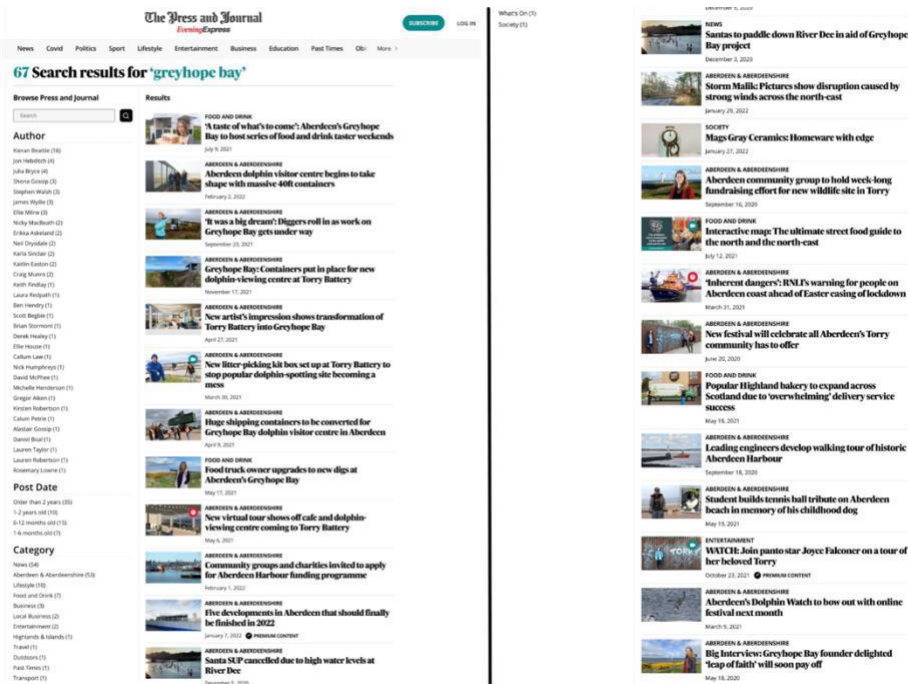 The Press and Journal
EveningExpress
SUBSCRIBE
LOG IN
News Covid Politics Sport Lifestyle Entertainment Business Education Past Times Obi More >
67 Search results for ‘greyhope bay’
Browse Press and Journal
Search
Author
Kieran Beattie (16)
Jon Hebditch (4)
Julia Bryce (4)
Shona Gossip (3)
Stephen Walsh (3)
James Wyllie (3)
Ellie Milne (3)
Nicky MacBeath (2)
Erikka Askeland (2)
Neil Drysdale (2)
Karla Sinclair (2)
Kaitlin Easton (2)
Craig Munro (2)
Keith Findlay (1)
Laura Redpath (1)
Ben Hendry (1)
Scott Begbie (1)
Brian Stormont (1)
Derek Healey (1)
Ellie House (1)
Callum Law (1)
Nick Humphreys (1)
David McPhee (1)
Michelle Henderson (1)
Gregor Aiken (1)
Kirsten Robertson (1)
Calum Petrie (1)
Alastair Gossip (1)
Daniel Boal (1)
Lauren Taylor (1)
Lauren Robertson (1)
Rosemary Lowne (1)
Post Date
Older than 2 years (35)
1-2 years old (10)
6-12 months old (15)
1-6 months old (7)
Category
News (54)
Aberdeen & Aberdeenshire (53)
Lifestyle (10)
Food and Drink (7)
Business (3)
Local Business (2)
Entertainment (2)
Highlands & Islands (1)
Travel (1)
Outdoors (1)
Past Times (1)
Transport (1)
Results
FOOD AND DRINK
‘A taste of what’s to come’: Aberdeen’s Greyhope
Bay to host series of food and drink taster weekends
July 9, 2021
ABERDEEN & ABERDEENSHIRE
Aberdeen dolphin visitor centre begins to take
shape with massive 40ft containers
February 2, 2022
ABERDEEN & ABERDEENSHIRE
‘It was a big dream’: Diggers roll in as work on
Greyhope Bay gets under way
September 23, 2021
ABERDEEN & ABERDEENSHIRE
Greyhope Bay: Containers put in place for new
dolphin-viewing centre at Torry Battery
November 17, 2021
ABERDEEN & ABERDEENSHIRE
New artist’s impression shows transformation of
Torry Battery into Greyhope Bay
April 27, 2021
ABERDEEN & ABERDEENSHIRE
New litter-picking kit box set up at Torry Battery to
stop popular dolphin-spotting site becoming a
mess
March 30, 2021
ABERDEEN & ABERDEENSHIRE
Huge shipping containers to be converted for
Greyhope Bay dolphin visitor centre in Aberdeen
April 9, 2021
FOOD AND DRINK
Food truck owner upgrades to new digs at
Aberdeen’s Greyhope Bay
May 17, 2021
ABERDEEN & ABERDEENSHIRE
New virtual tour shows off cafe and dolphin-
viewing centre coming to Torry Battery
May 6, 2021
ABERDEEN & ABERDEENSHIRE
Community groups and charities invited to apply
for Aberdeen Harbour funding programme
February 1, 2022
ABERDEEN & ABERDEENSHIRE
Five developments in Aberdeen that should finally
be finished in 2022
January 7, 2022 PREMIUM CONTENT
ABERDEEN & ABERDEENSHIRE
Santa SUP cancelled due to high water levels at
River Dee
What's On (1)
Society (1)
NEWS
Santas to paddle down River Dee in aid of Greyhope
Bay project
December 3, 2020
ABERDEEN & ABERDEENSHIRE
Storm Malik: Pictures show disruption caused by
strong winds across the north-east
January 29, 2022
SOCIETY
Mags Gray Ceramics: Homeware with edge
January 27, 2022
ABERDEEN & ABERDEENSHIRE
Aberdeen community group to hold week-long
fundraising effort for new wildlife site in Torry
September 16, 2020
FOOD AND DRINK
Interactive map: The ultimate street food guide to
the north and the north-east
July 12, 2021
ABERDEEN & ABERDEENSHIRE
‘Inherent dangers’: RNLI’s warning for people on
Aberdeen coast ahead of Easter easing of lockdown
March 31, 2021
ABERDEEN & ABERDEENSHIRE
New festival will celebrate all Aberdeen’s Torry
community has to offer
June 20, 2020
FOOD AND DRINK
Popular Highland bakery to expand across
Scotland due to ‘overwhelming’ delivery service
success
May 18, 2021
ABERDEEN & ABERDEENSHIRE
Leading engineers develop walking tour of historic
Aberdeen Harbour
September 18, 2020
ABERDEEN & ABERDEENSHIRE
Student builds tennis ball tribute on Aberdeen
beach in memory of his childhood dog
May 19, 2021
ENTERTAINMENT
WATCH: Join panto star Joyce Falconer on a tour of
her beloved Torry
October 23, 2021 PREMIUM CONTENT
ABERDEEN & ABERDEENSHIRE
Aberdeen’s Dolphin Watch to bow out with online
festival next month
March 9, 2021
ABERDEEN & ABERDEENSHIRE
Big Interview: Greyhope Bay founder delighted
‘leap of faith’ will soon pay off
May 18, 2020